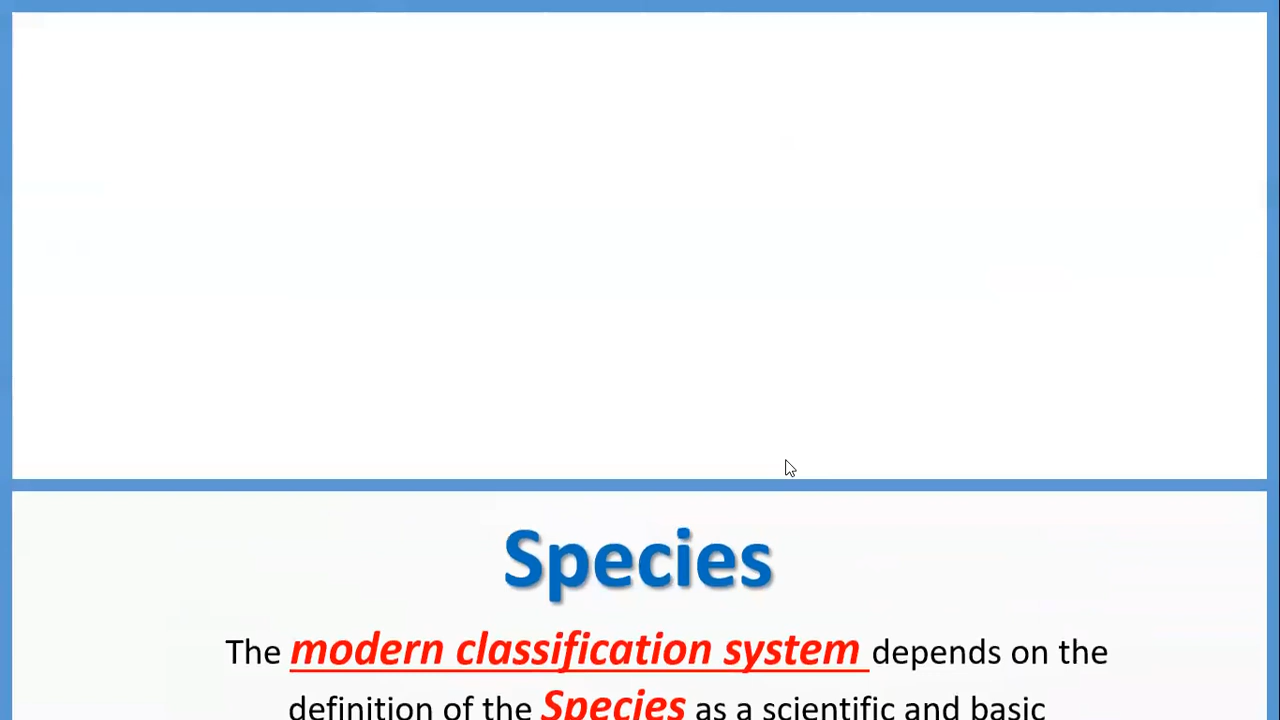 Species
The modern classification system depends on the
definition of the Species as a scientific and basic